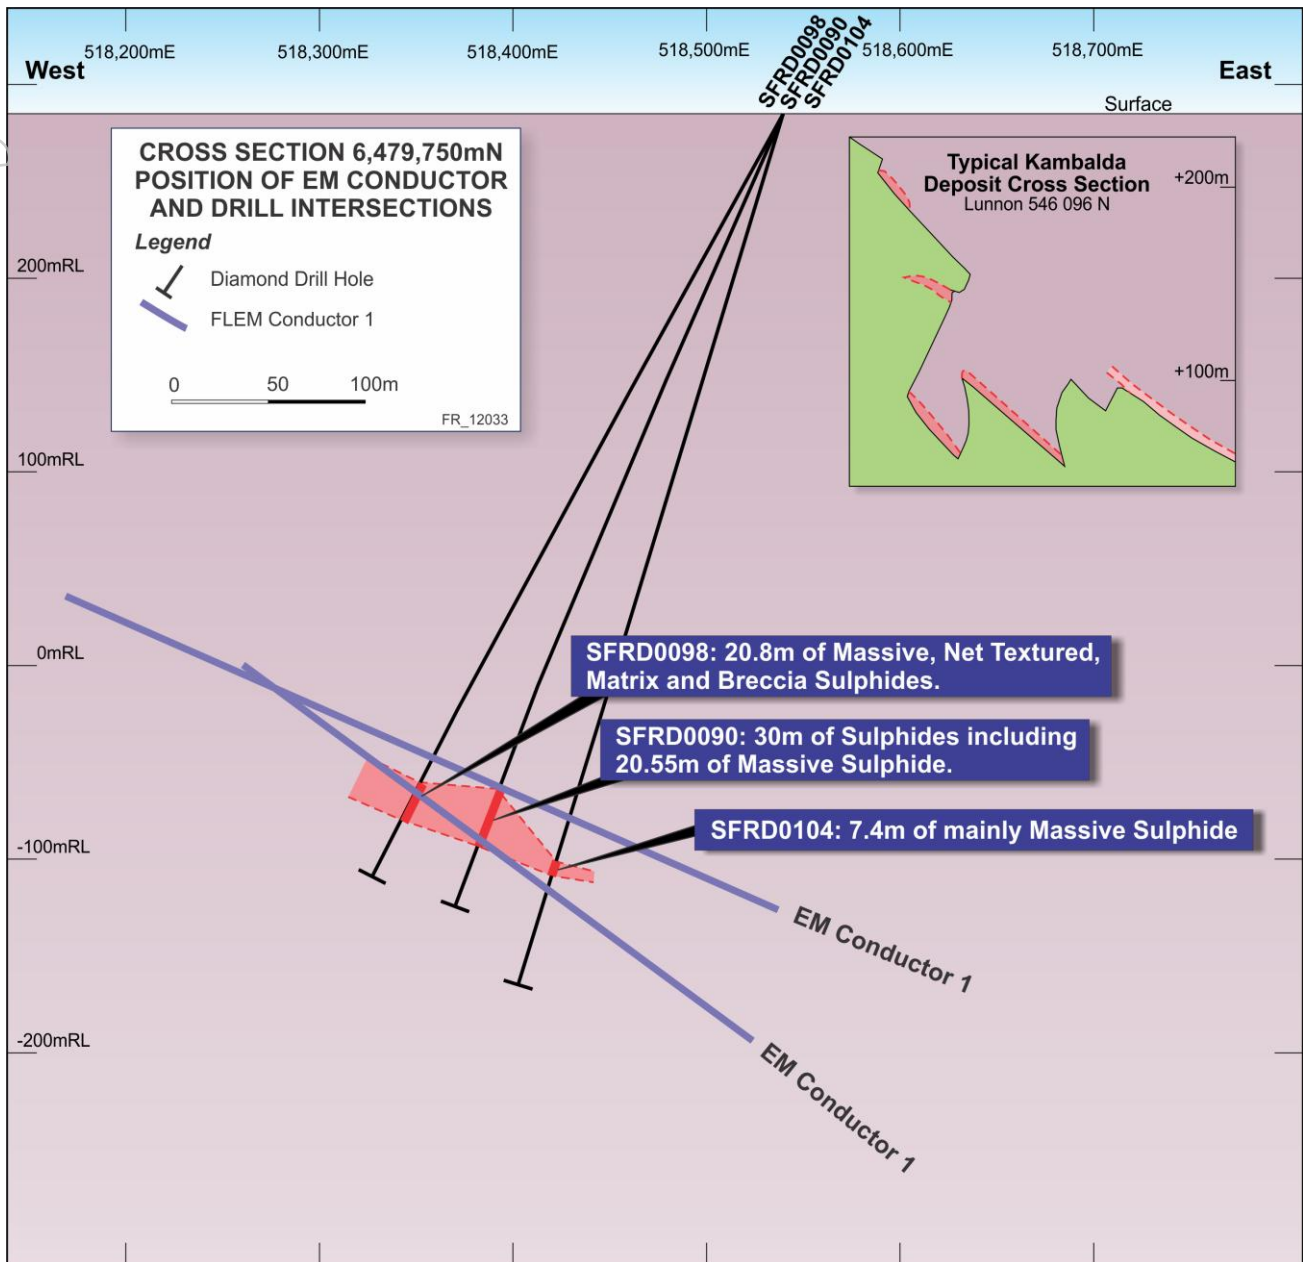 518,200mE
518,300mE
518,400mE
518,500mE
518,600mE
518,700mE
West
East
SFRD0098
SFRD0090
SFRD0104
Surface
CROSS SECTION 6,479,750mN
POSITION OF EM CONDUCTOR
AND DRILL INTERSECTIONS
Legend
Diamond Drill Hole
FLEM Conductor 1
0 50 100m
FR_12033
Typical Kambalda
Deposit Cross Section
Lunnon 546 096 N
+200m
+100m
200mRL
100mRL
0mRL
-100mRL
-200mRL
SFRD0098: 20.8m of Massive, Net Textured,
Matrix and Breccia Sulphides.
SFRD0090: 30m of Sulphides including
20.55m of Massive Sulphide.
SFRD0104: 7.4m of mainly Massive Sulphide
EM Conductor 1
EM Conductor 1